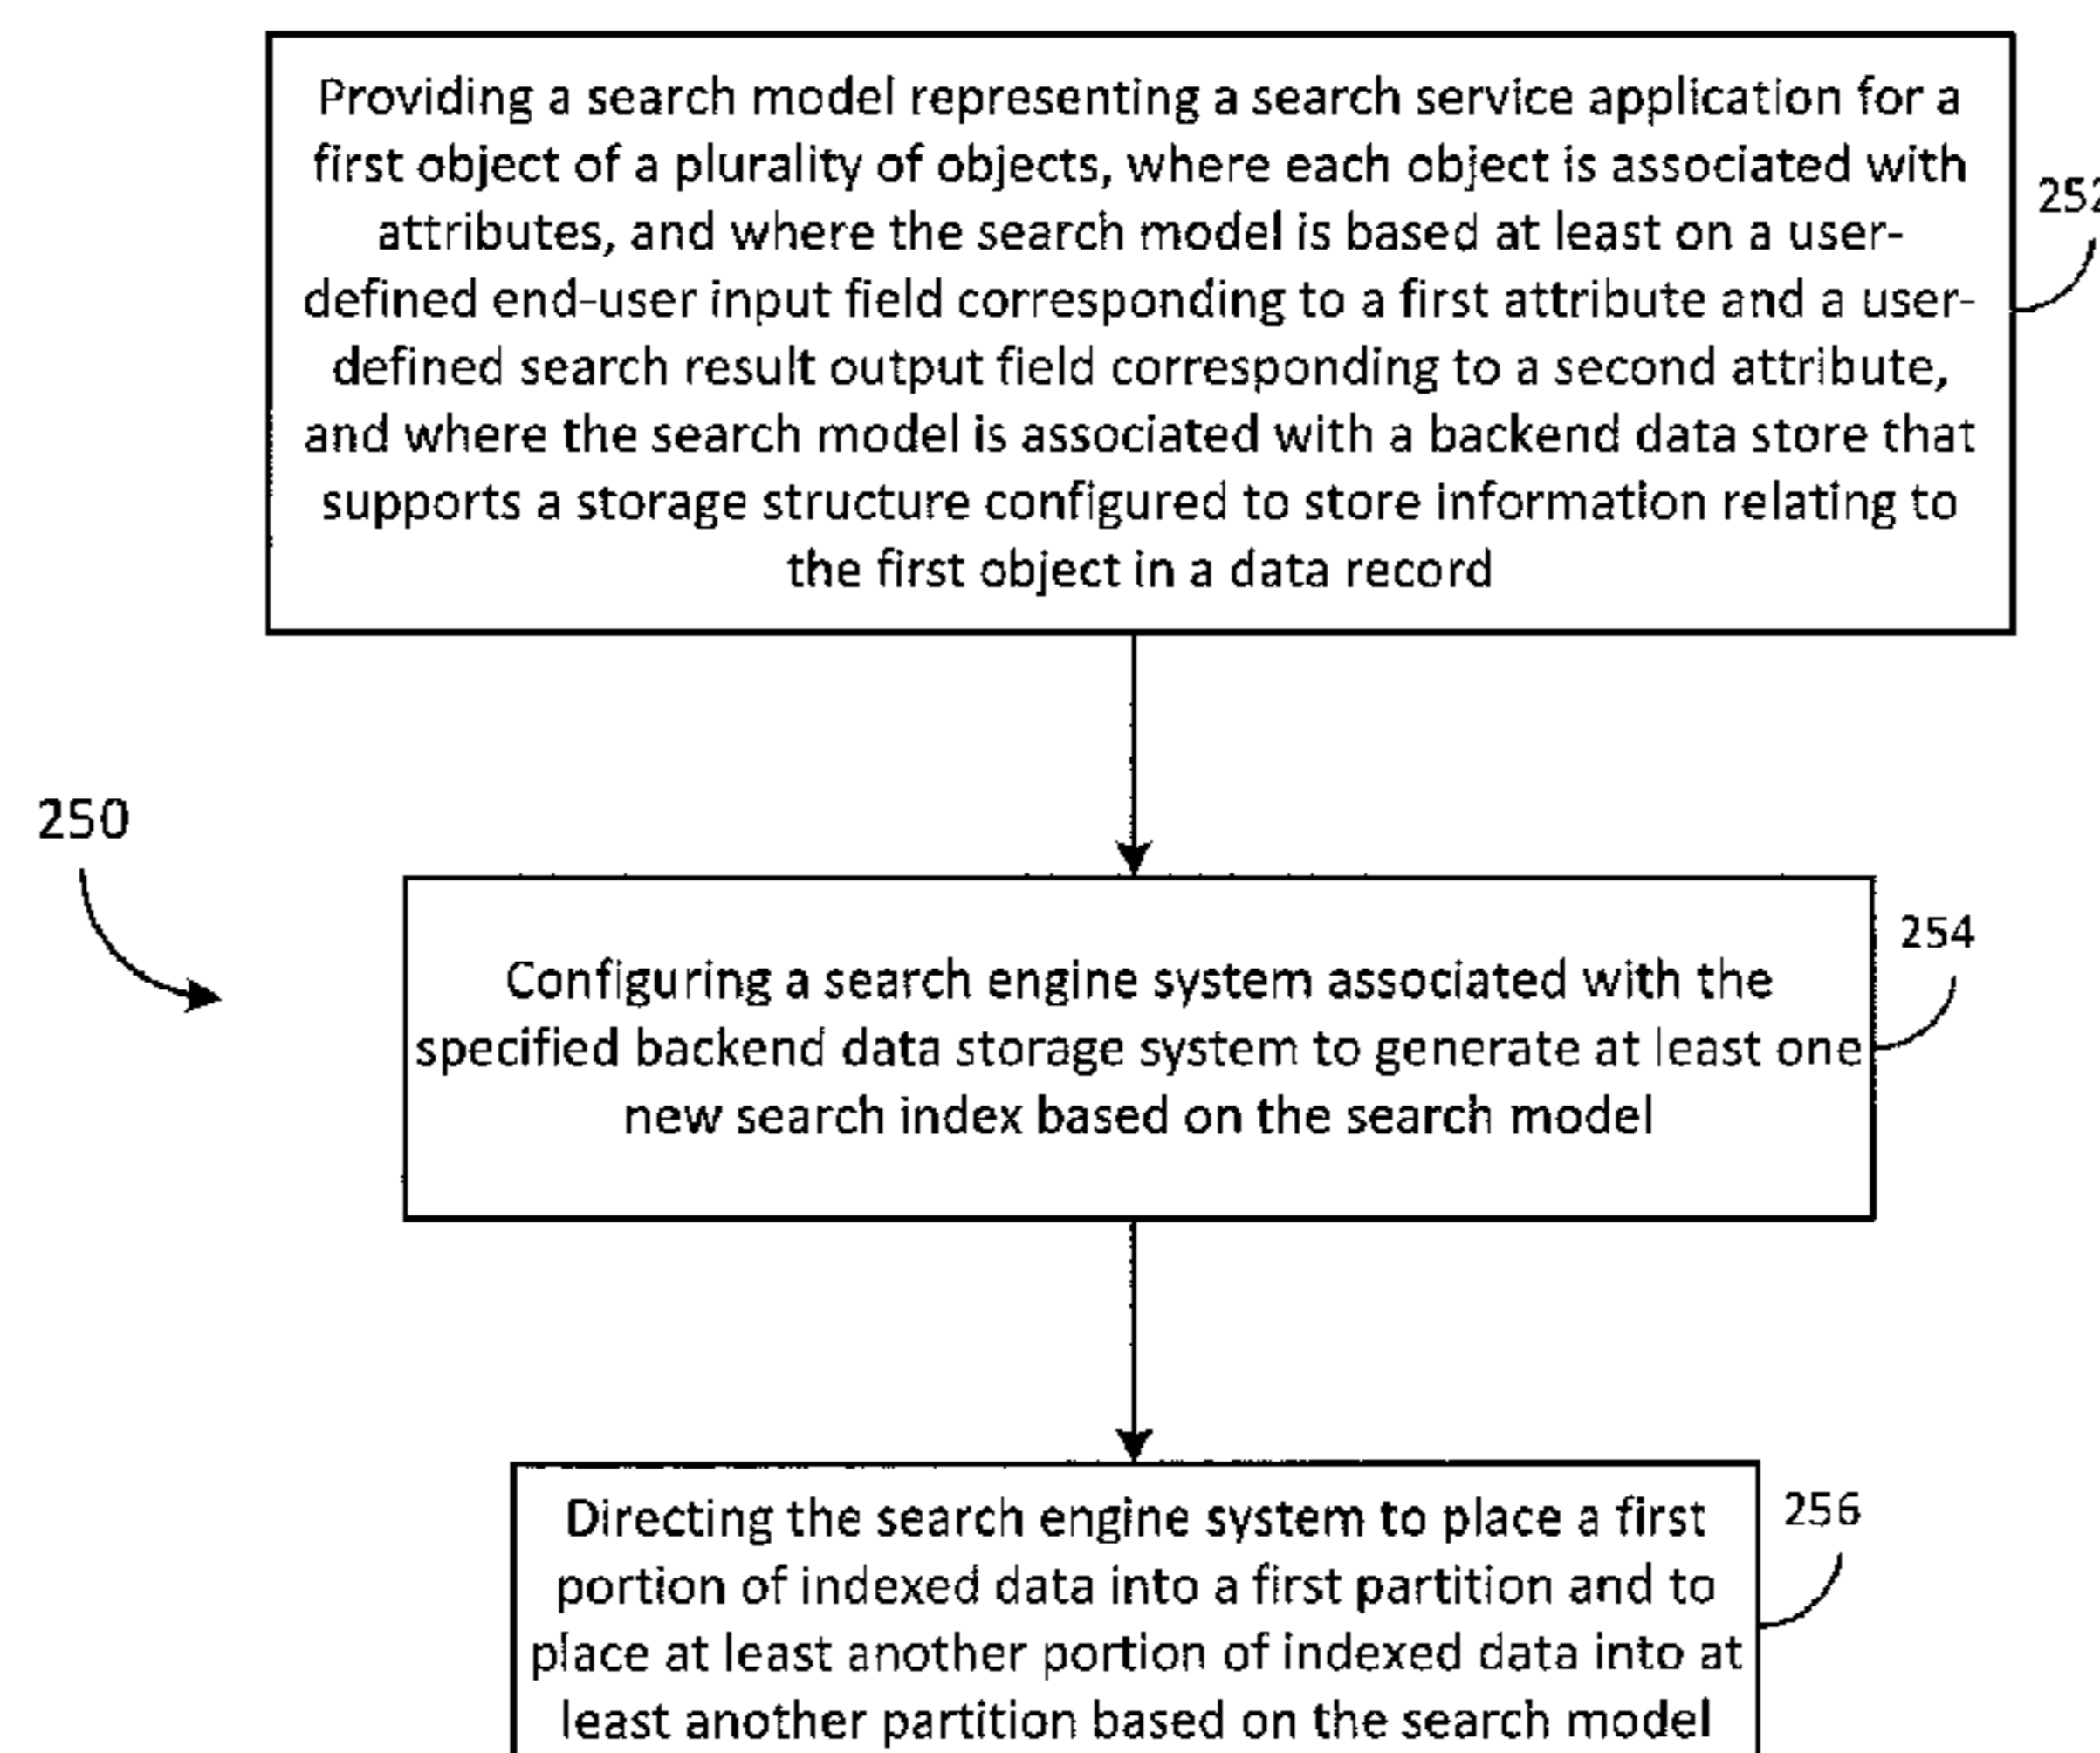 Providing a search model representing a search service application for a
first object of a plurality of objects, where each object is associated with
attributes, and where the search model is based at least on a user-
defined end-user input field corresponding to a first attribute and a user-
defined search result output field corresponding to a second attribute,
and where the search model is associated with a backend data store that
supports a storage structure configured to store information relating to
the first object in a data record
252
250
254
Configuring a search engine system associated with the
specified backend data storage system to generate at least one
new search index based on the search model
256
Directing the search engine system to place a first
portion of indexed data into a first partition and to
place at least another portion of indexed data into at
least another partition based on the search model